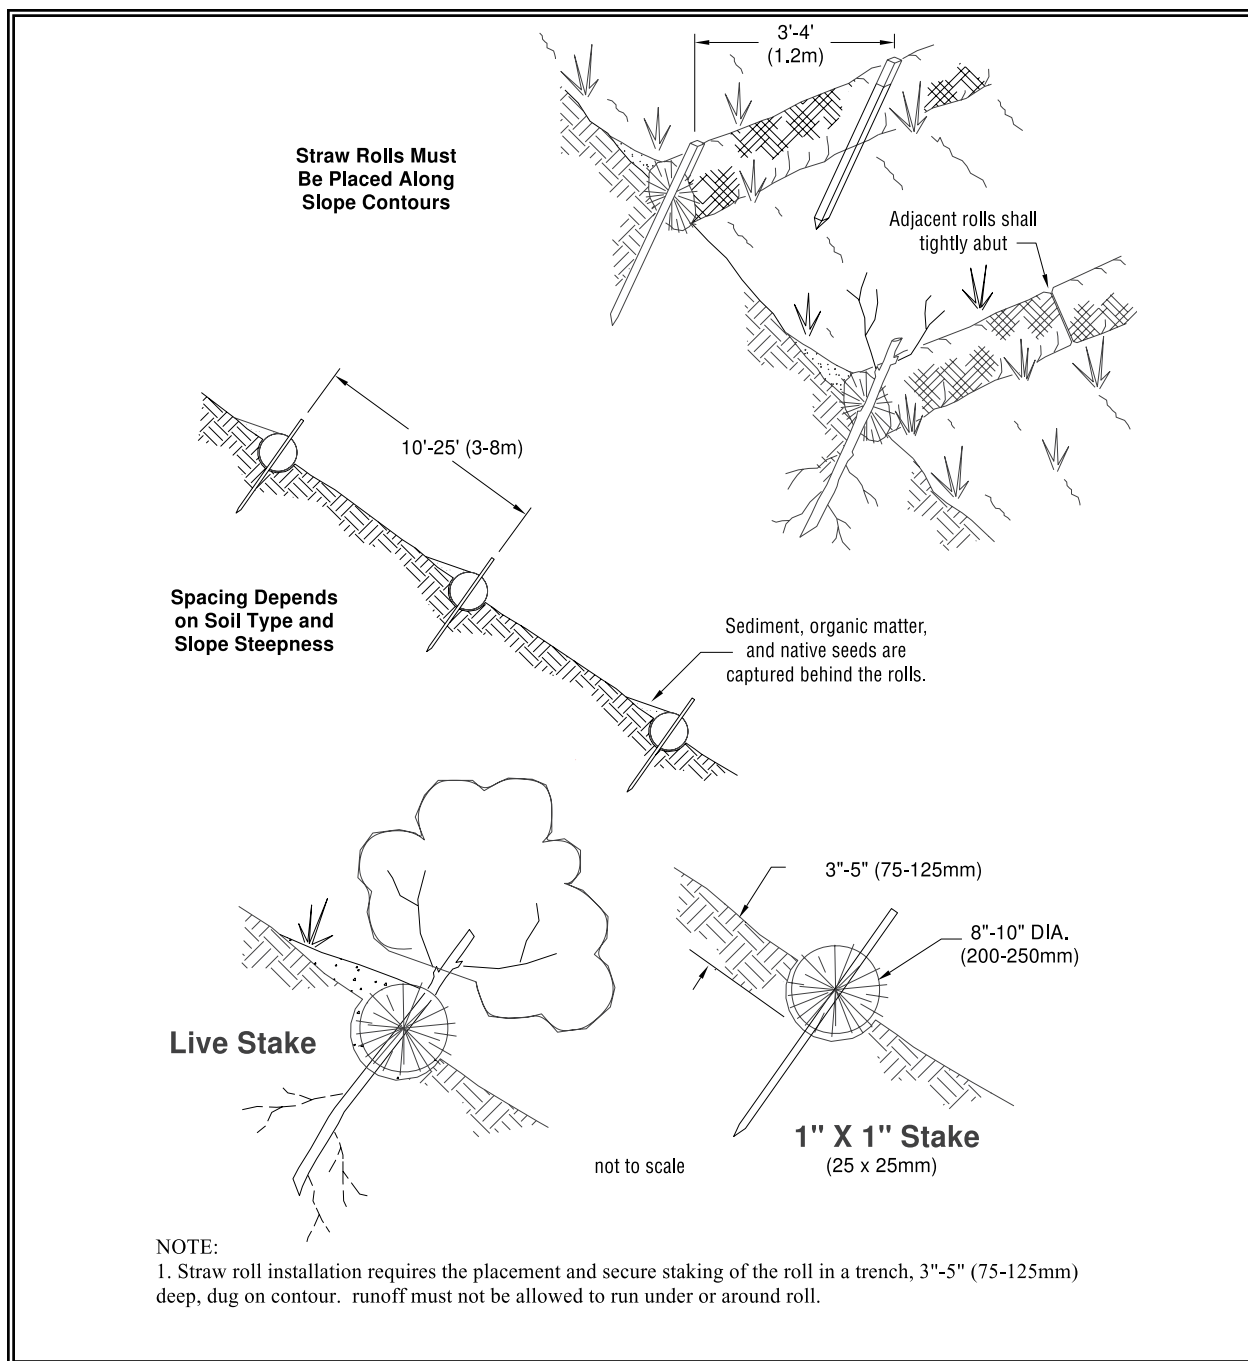 3'-4'
(1.2m)
Straw Rolls Must
Be Placed Along
Slope Contours
Adjacent rolls shall
tightly abut
10'-25' (3-8m)
Spacing Depends
on Soil Type and
Slope Steepness
Sediment, organic matter,
and native seeds are
captured behind the rolls.
3"-5" (75-125mm)
8"-10" DIA.
(200-250mm)
Live Stake
1" X 1" Stake
(25 x 25mm)
not to scale
NOTE:
1. Straw roll installation requires the placement and secure staking of the roll in a trench, 3"-5" (75-125mm)
deep, dug on contour. runoff must not be allowed to run under or around roll.